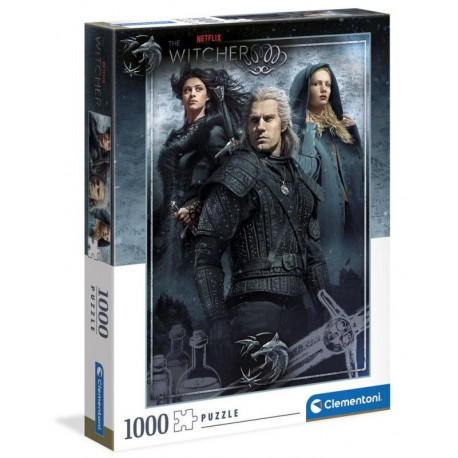 NETFLIX
THE
WITCHER
1000 PUZZLE
Clementoni
THE WITCHER
1000
PUZZLE
Clementoni